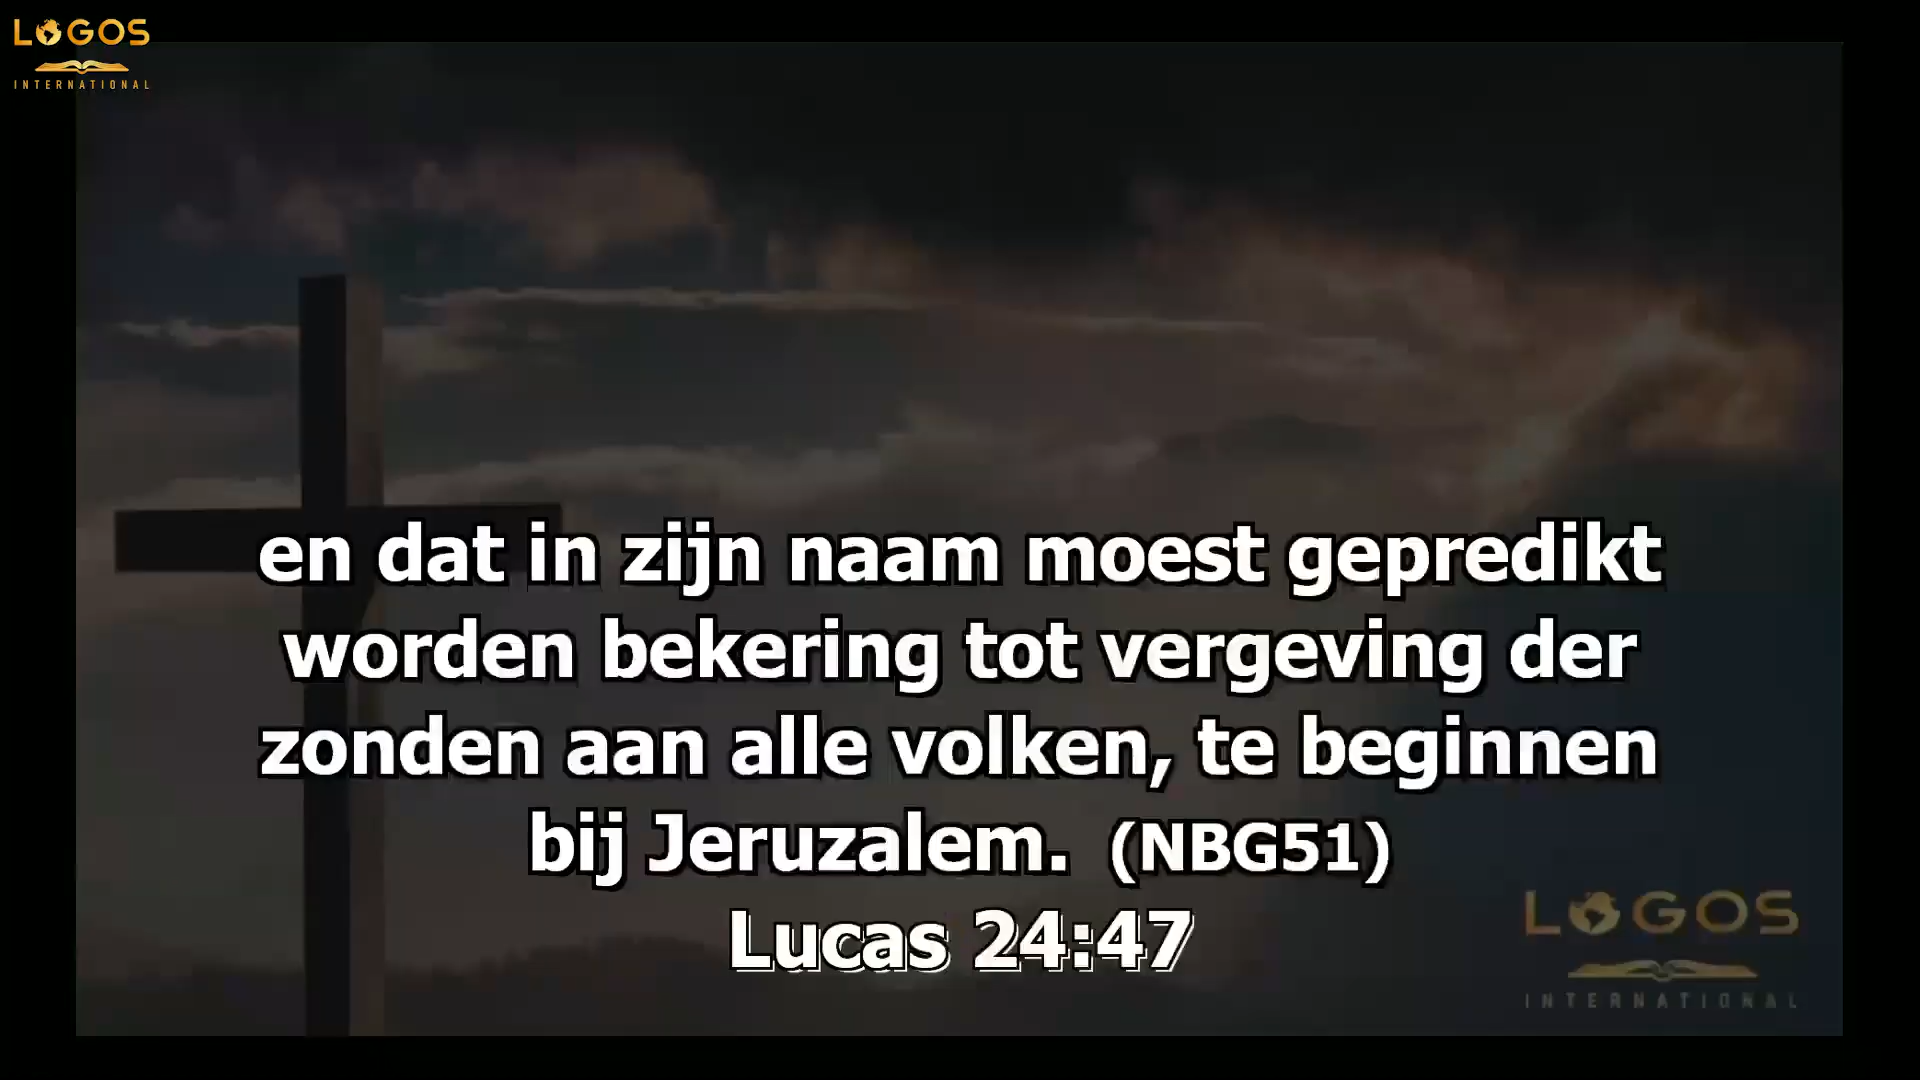 LOGOS
INTERNATIONAL
en dat in zijn naam moest gepredikt
worden bekering tot vergeving der
zonden aan alle volken, te beginnen
bij Jeruzalem. (NBG51)
Lucas 24:47
LOGOS
INTERNATIONAL